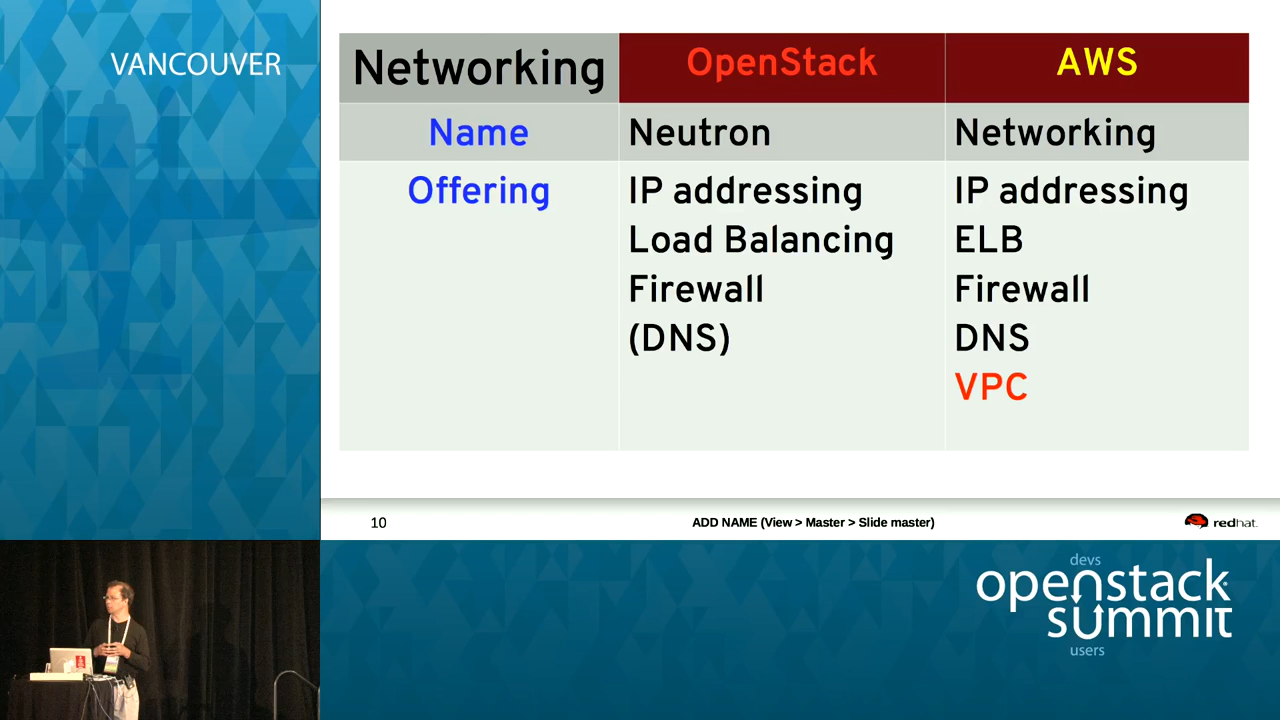 VANCOUVER
Networking OpenStack AWS
Name Neutron Networking
Offering IP addressing IP addressing
Load Balancing ELB
Firewall Firewall
(DNS) DNS
VPC
10 ADD NAME (View > Master > Slide master) redhat.
devs
openstack
summit
users